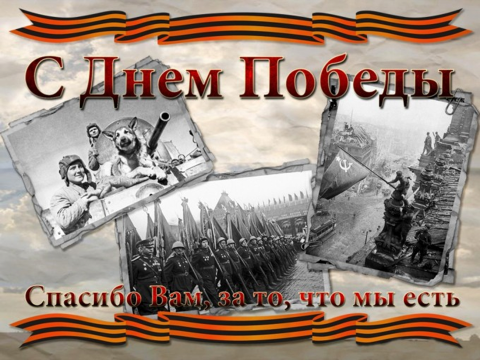 С Днем Победы
Спасибо Вам, за то, что мы есть